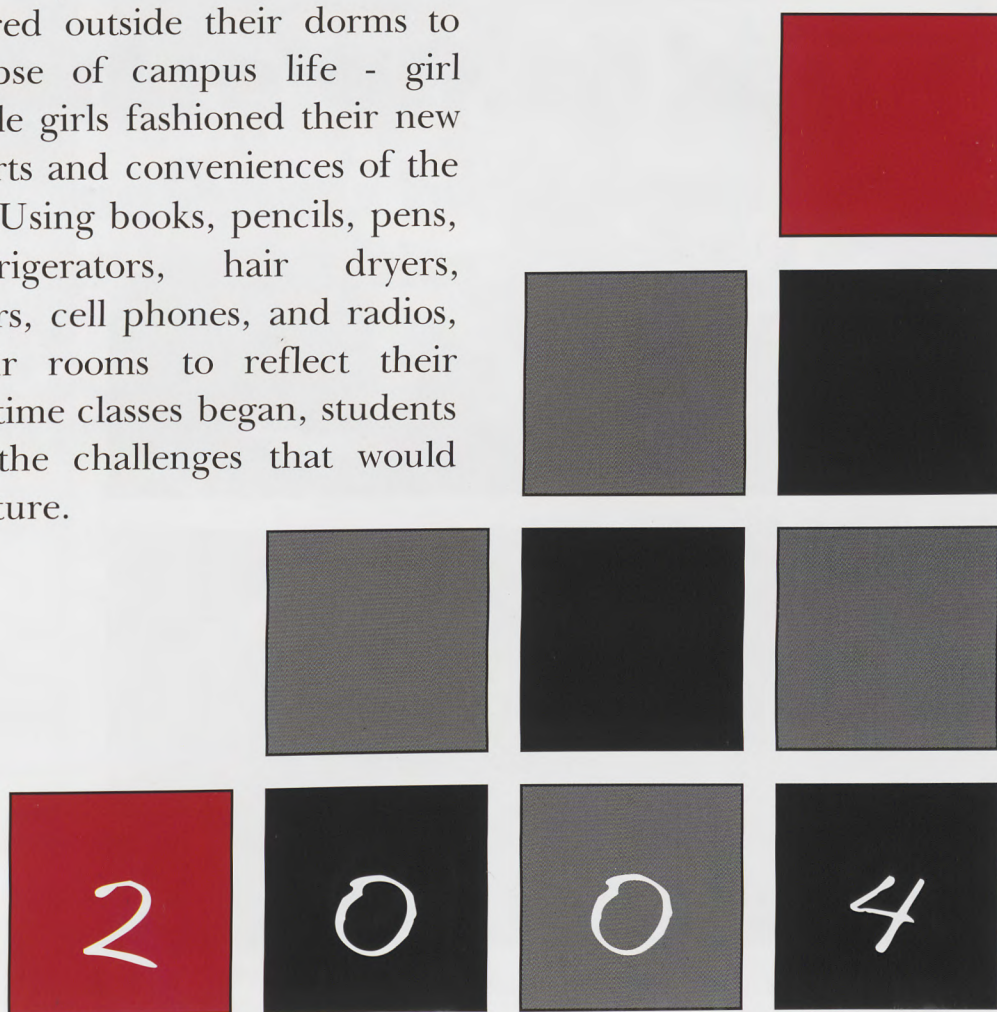 red outside their dorms to
pse of campus life - girl
le girls fashioned their new
rts and conveniences of the
Using books, pencils, pens,
rigerators, hair dryers,
rs, cell phones, and radios,
r rooms to reflect their
time classes began, students
the challenges that would
ture.
2 0 0 4